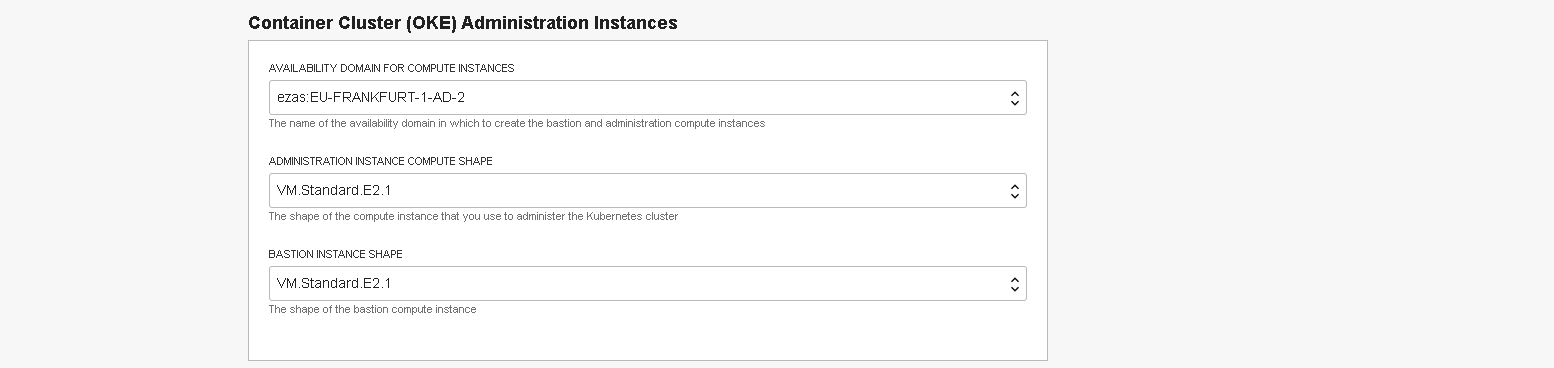 Container Cluster (OKE) Administration Instances
AVAILABILITY DOMAIN FOR COMPUTE INSTANCES
ezas:EU-FRANKFURT-1-AD-2
The name of the availability domain in which to create the bastion and administration compute instances
ADMINISTRATION INSTANCE COMPUTE SHAPE
VM.Standard.E2.1
The shape of the compute instance that you use to administer the Kubernetes cluster
BASTION INSTANCE SHAPE
VM.Standard.E2.1
The shape of the bastion compute instance